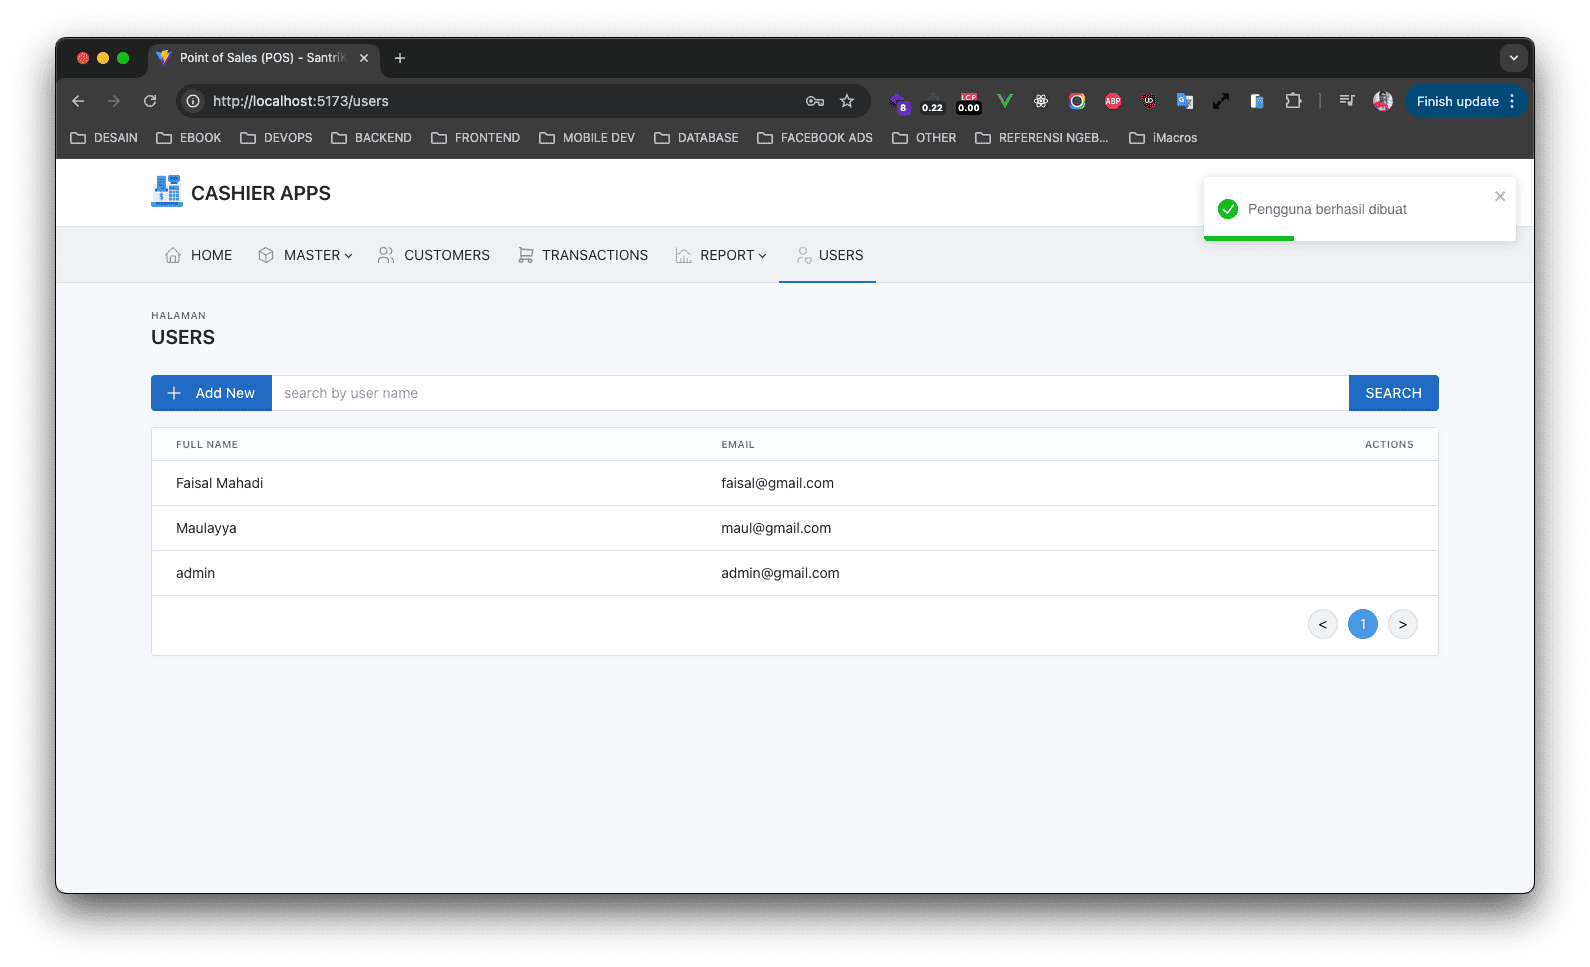 Point of Sales (POS) - SantriK
http://localhost:5173/users
8
0.22
LCP
0.00
ABP
Finish update
DESAIN
EBOOK
DEVOPS
BACKEND
FRONTEND
MOBILE DEV
DATABASE
FACEBOOK ADS
OTHER
REFERENSI NGEB...
iMacros
CASHIER APPS
Pengguna berhasil dibuat
HOME
MASTER
CUSTOMERS
TRANSACTIONS
REPORT
USERS
HALAMAN
USERS
Add New
search by user name
SEARCH
FULL NAME EMAIL ACTIONS
Faisal Mahadi faisal@gmail.com
Maulayya maul@gmail.com
admin admin@gmail.com
< 1 >